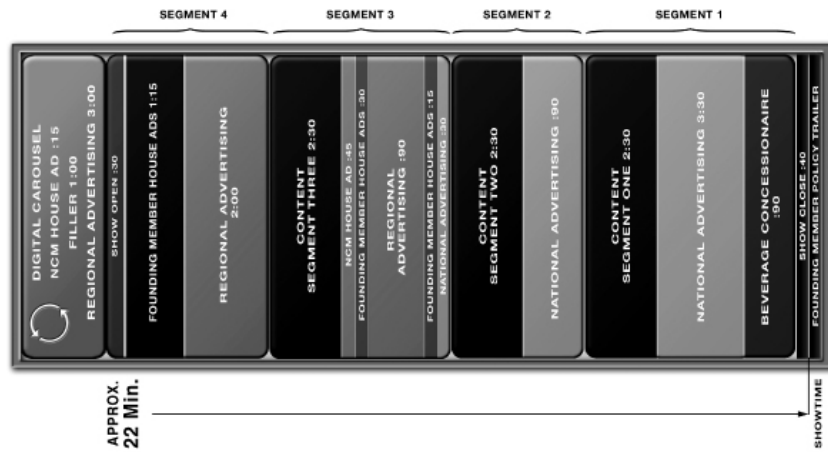 SEGMENT 4
SEGMENT 3
SEGMENT 2
SEGMENT 1
DIGITAL CAROUSEL
NCM HOUSE AD :15
FILLER 1:00
REGIONAL ADVERTISING 3:00
SHOW OPEN :30
FOUNDING MEMBER HOUSE ADS 1:15
REGIONAL ADVERTISING
2:00
CONTENT
SEGMENT THREE 2:30
NCM HOUSE AD :45
FOUNDING MEMBER HOUSE ADS :30
REGIONAL
ADVERTISING :90
FOUNDING MEMBER HOUSE ADS :15
NATIONAL ADVERTISING :30
CONTENT
SEGMENT TWO 2:30
NATIONAL ADVERTISING :90
CONTENT
SEGMENT ONE 2:30
NATIONAL ADVERTISING 3:30
BEVERAGE CONCESSIONAIRE
:90
SHOW CLOSE :40
FOUNDING MEMBER POLICY TRAILER
APPROX.
22 Min.
SHOWTIME